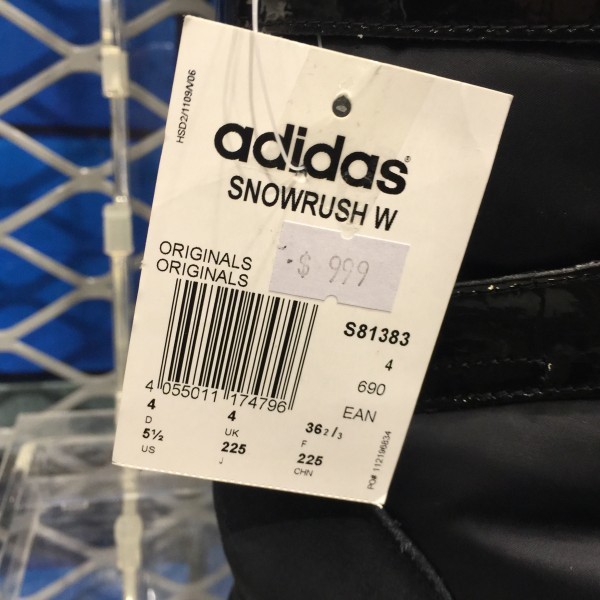 HSD2/1109/V06
adidas®
SNOWRUSH W
$ 999
ORIGINALS
ORIGINALS
S81383
4
690
EAN
4 055011 174796
4 4 36 2/3
D UK F
5½ 225 225
US J CHN
PO# 112196834